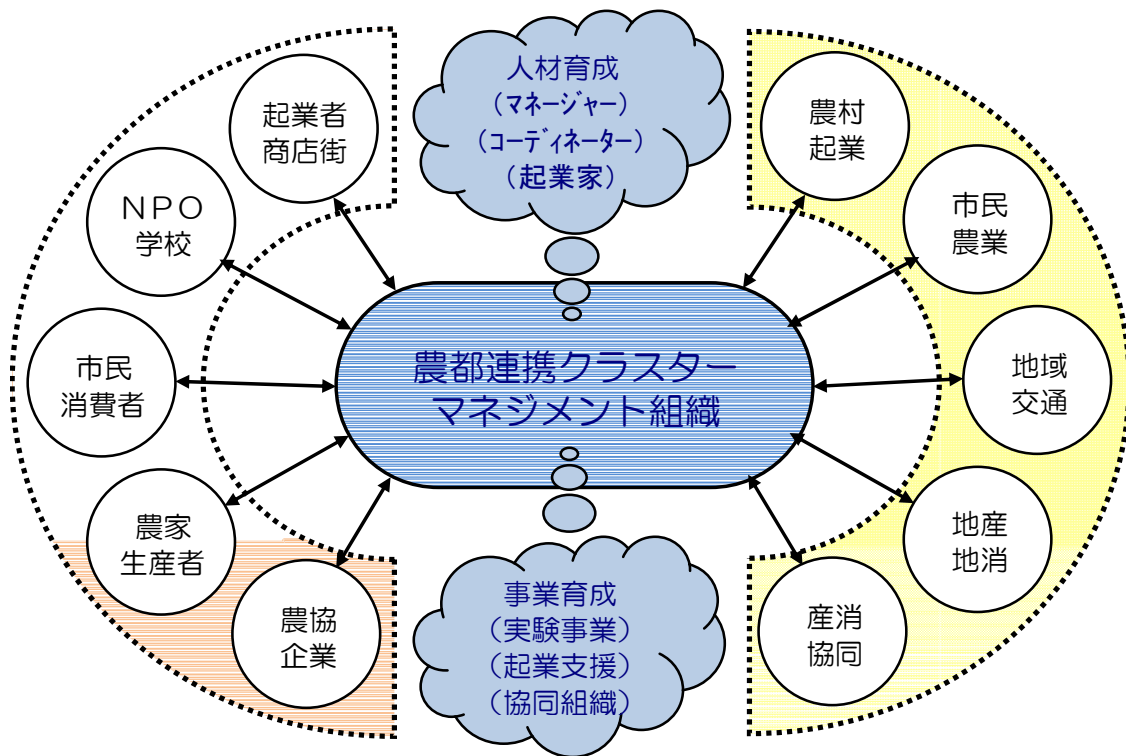 人材育成
(マネージャー)
(コーディネーター)
(起業家)
起業者
商店街
NPO
学校
市民
消費者
農家
生産者
農協
企業
農都連携クラスター
マネジメント組織
農村
起業
市民
農業
地域
交通
地産
地消
産消
協同
事業育成
(実験事業)
(起業支援)
(協同組織)